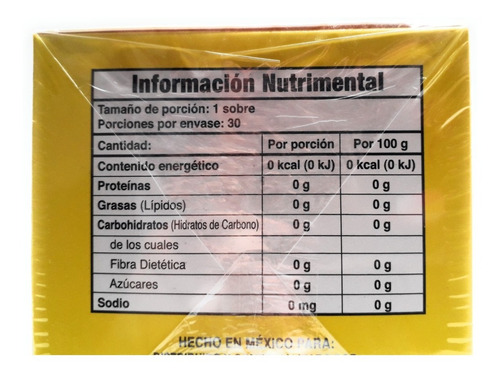 Información Nutrimental
Tamaño de porción: 1 sobre
Porciones por envase: 30
Cantidad: Por porción Por 100 g
Contenido energético 0 kcal (0 kJ) 0 kcal (0 kJ)
Proteínas 0 g 0 g
Grasas (Lípidos) 0 g 0 g
Carbohidratos (Hidratos de Carbono) 0 g 0 g
de los cuales
Fibra Dietética 0 g 0 g
Azúcares 0 g 0 g
Sodio 0 mg 0 g
HECHO EN MÉXICO PARA: